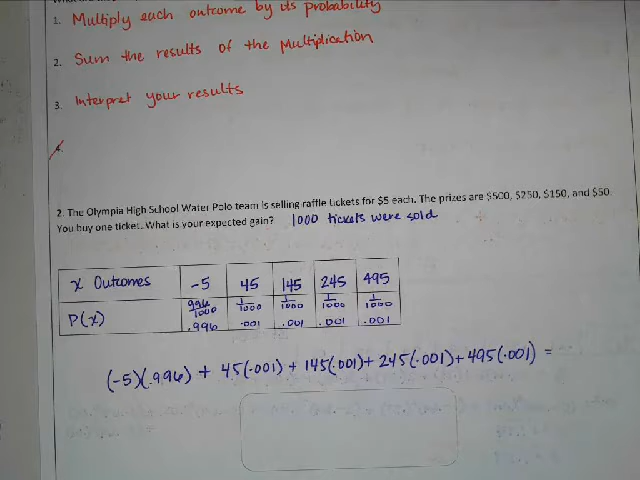 1. Multiply each outcome by its probability
2. Sum the results of the multiplication
3. Interpret your results
4.
2. The Olympia High School Water Polo team is selling raffle tickets for $5 each. The prizes are $500, $250, $150, and $50.
You buy one ticket. What is your expected gain? 1000 tickets were sold
x Outcomes -5 45 145 245 495
P(x) 996/1000 1/1000 1/1000 1/1000 1/1000
.996 .001 .001 .001 .001
(-5)(.996) + 45(.001) + 145(.001) + 245(.001) + 495(.001) =